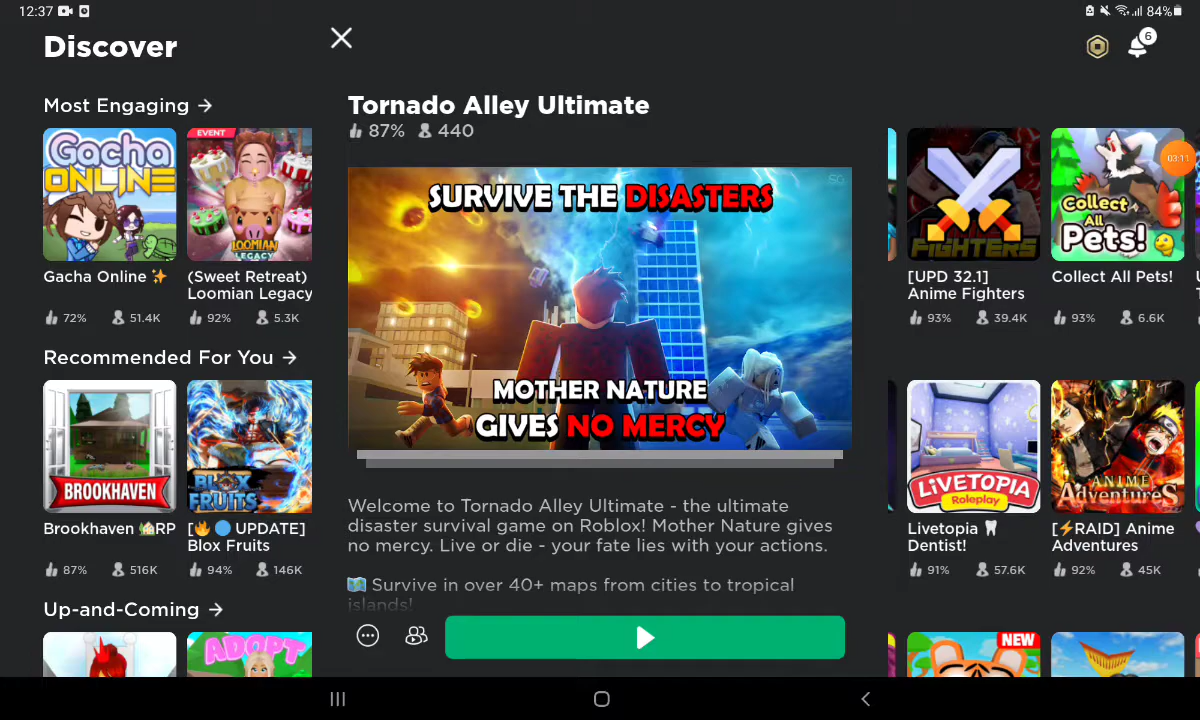 12:37
84%
Discover
6
Most Engaging →
Gacha
ONLINE
Gacha Online ✨
72% 51.4K
EVENT
LOOMIAN
LEGACY
(Sweet Retreat)
Loomian Legacy
92% 5.3K
Recommended For You →
BROOKHAVEN
Brookhaven 🏡RP
87% 516K
BLOX
FRUITS
[🔥🔵UPDATE]
Blox Fruits
94% 146K
Up-and-Coming →
ADOPT
Tornado Alley Ultimate
87% 440
SURVIVE THE DISASTERS
MOTHER NATURE
GIVES NO MERCY
Welcome to Tornado Alley Ultimate - the ultimate
disaster survival game on Roblox! Mother Nature gives
no mercy. Live or die - your fate lies with your actions.
🗺️ Survive in over 40+ maps from cities to tropical
islands!
FIGHTERS
[UPD 32.1]
Anime Fighters
93% 39.4K
03:11
Collect
All
Pets!
Collect All Pets!
93% 6.6K
LIVETOPIA
Roleplay
Livetopia 🦷
Dentist!
91% 57.6K
ANIME
AdventureS
[⚡RAID] Anime
Adventures
92% 45K
NEW